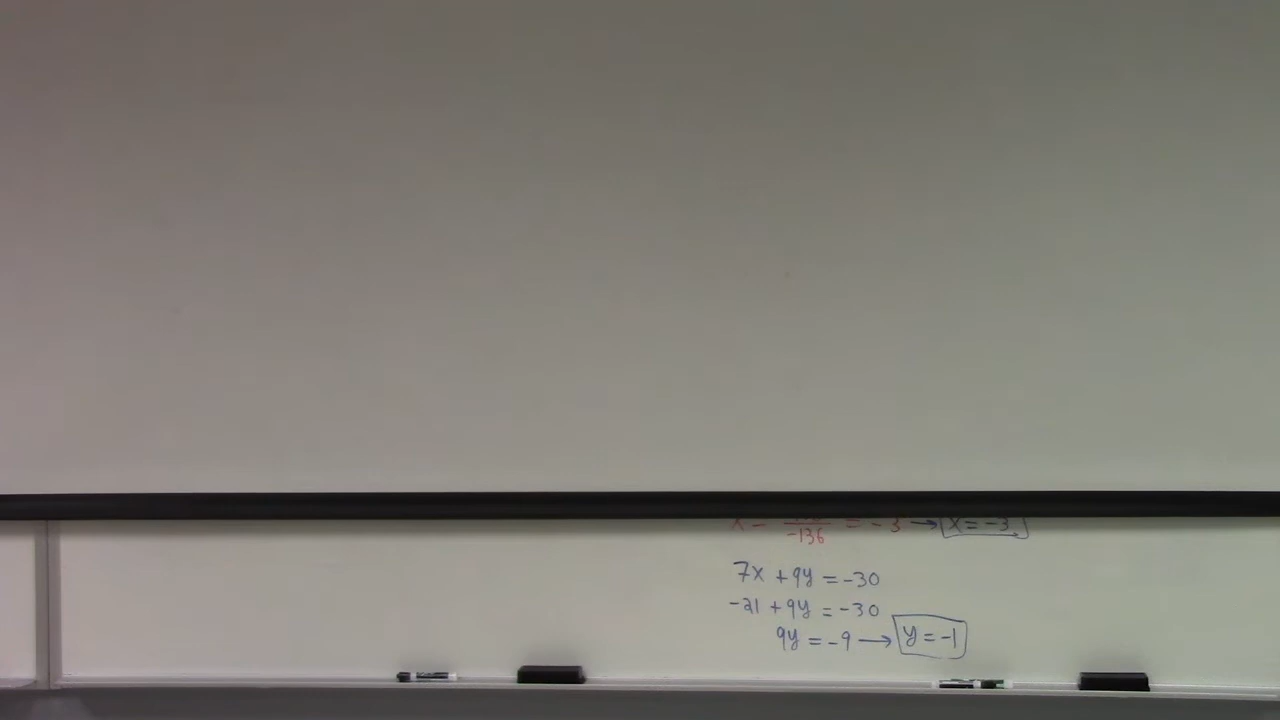 x = /-136 = -3 → x = -3
7x + 9y = -30
-21 + 9y = -30
9y = -9 → y = -1